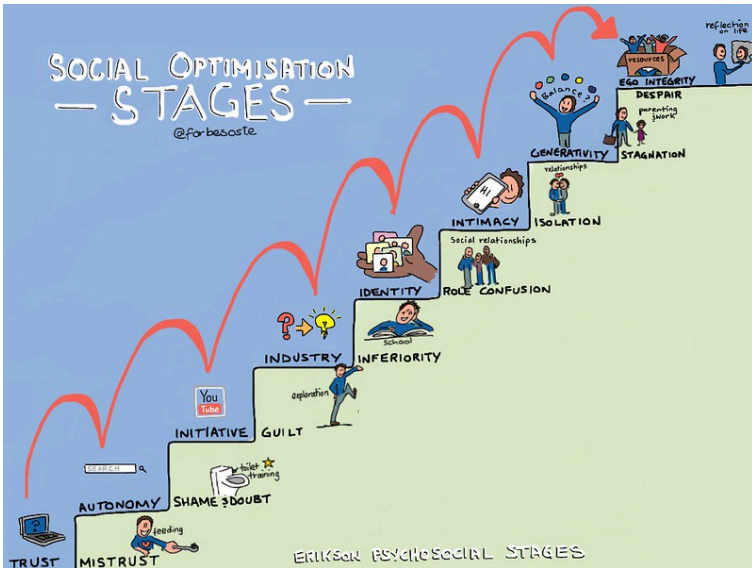 SOCIAL OPTIMISATION
— STAGES —
@forbesoste
reflection
on life
resources
EGO INTEGRITY
DESPAIR
Balance?
parenting
& work
GENERATIVITY
STAGNATION
relationships
HI
INTIMACY
ISOLATION
Social relationships
IDENTITY
ROLE CONFUSION
School
INDUSTRY
INFERIORITY
exploration
You
Tube
INITIATIVE
GUILT
SEARCH
toilet
training
AUTONOMY
SHAME & DOUBT
?
feeding
TRUST
MISTRUST
ERIKSON PSYCHOSOCIAL STAGES